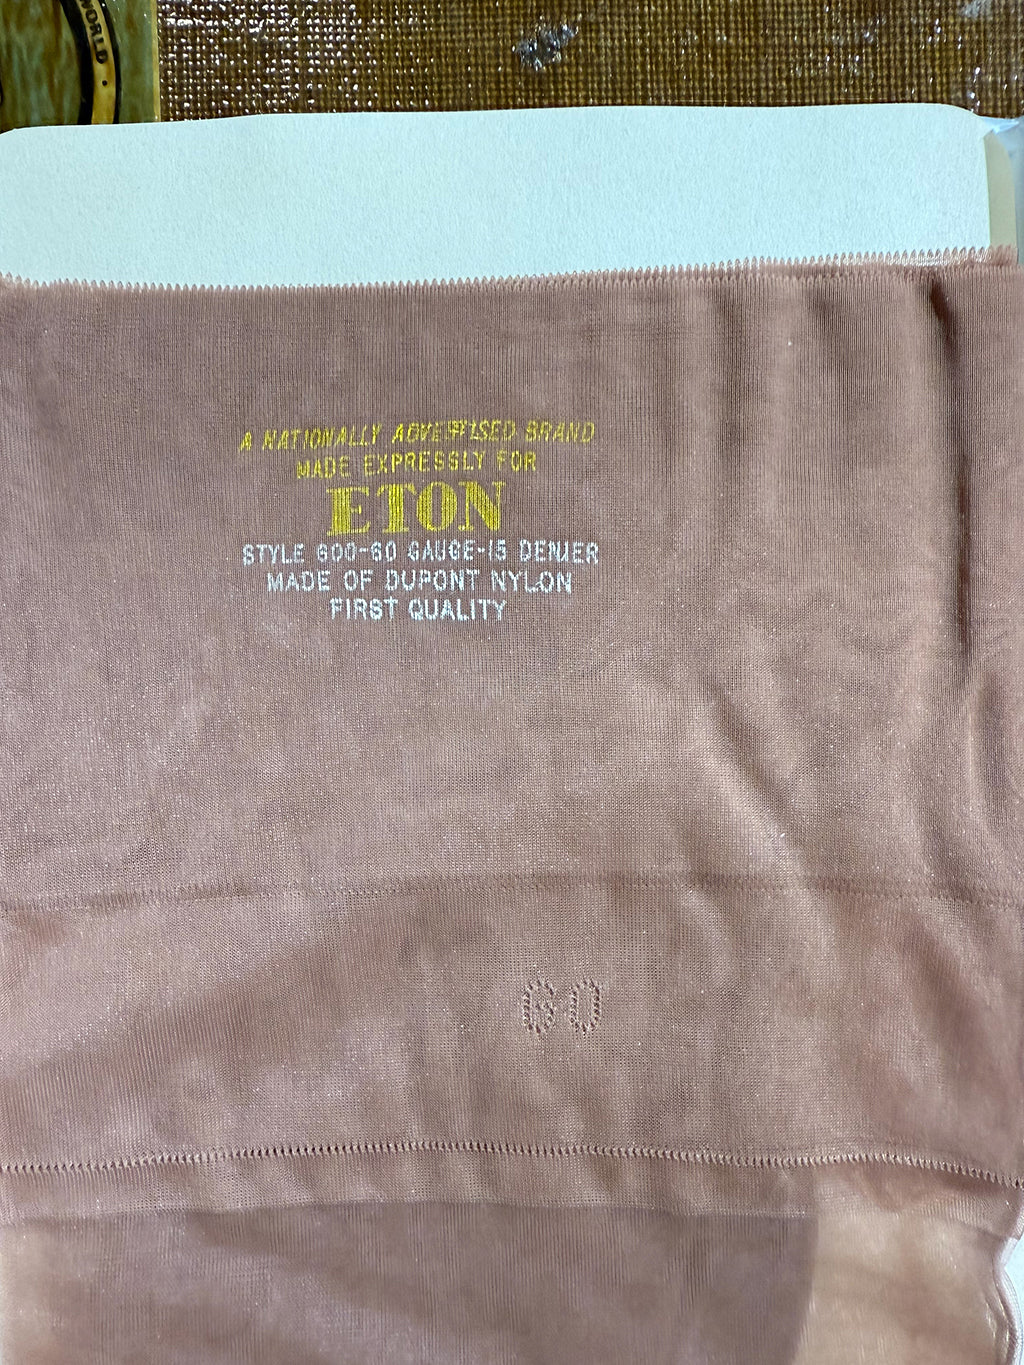 WORLD
A NATIONALLY ADVERTISED BRAND
MADE EXPRESSLY FOR
ETON
STYLE 600-60 GAUGE-15 DENIER
MADE OF DUPONT NYLON
FIRST QUALITY
60